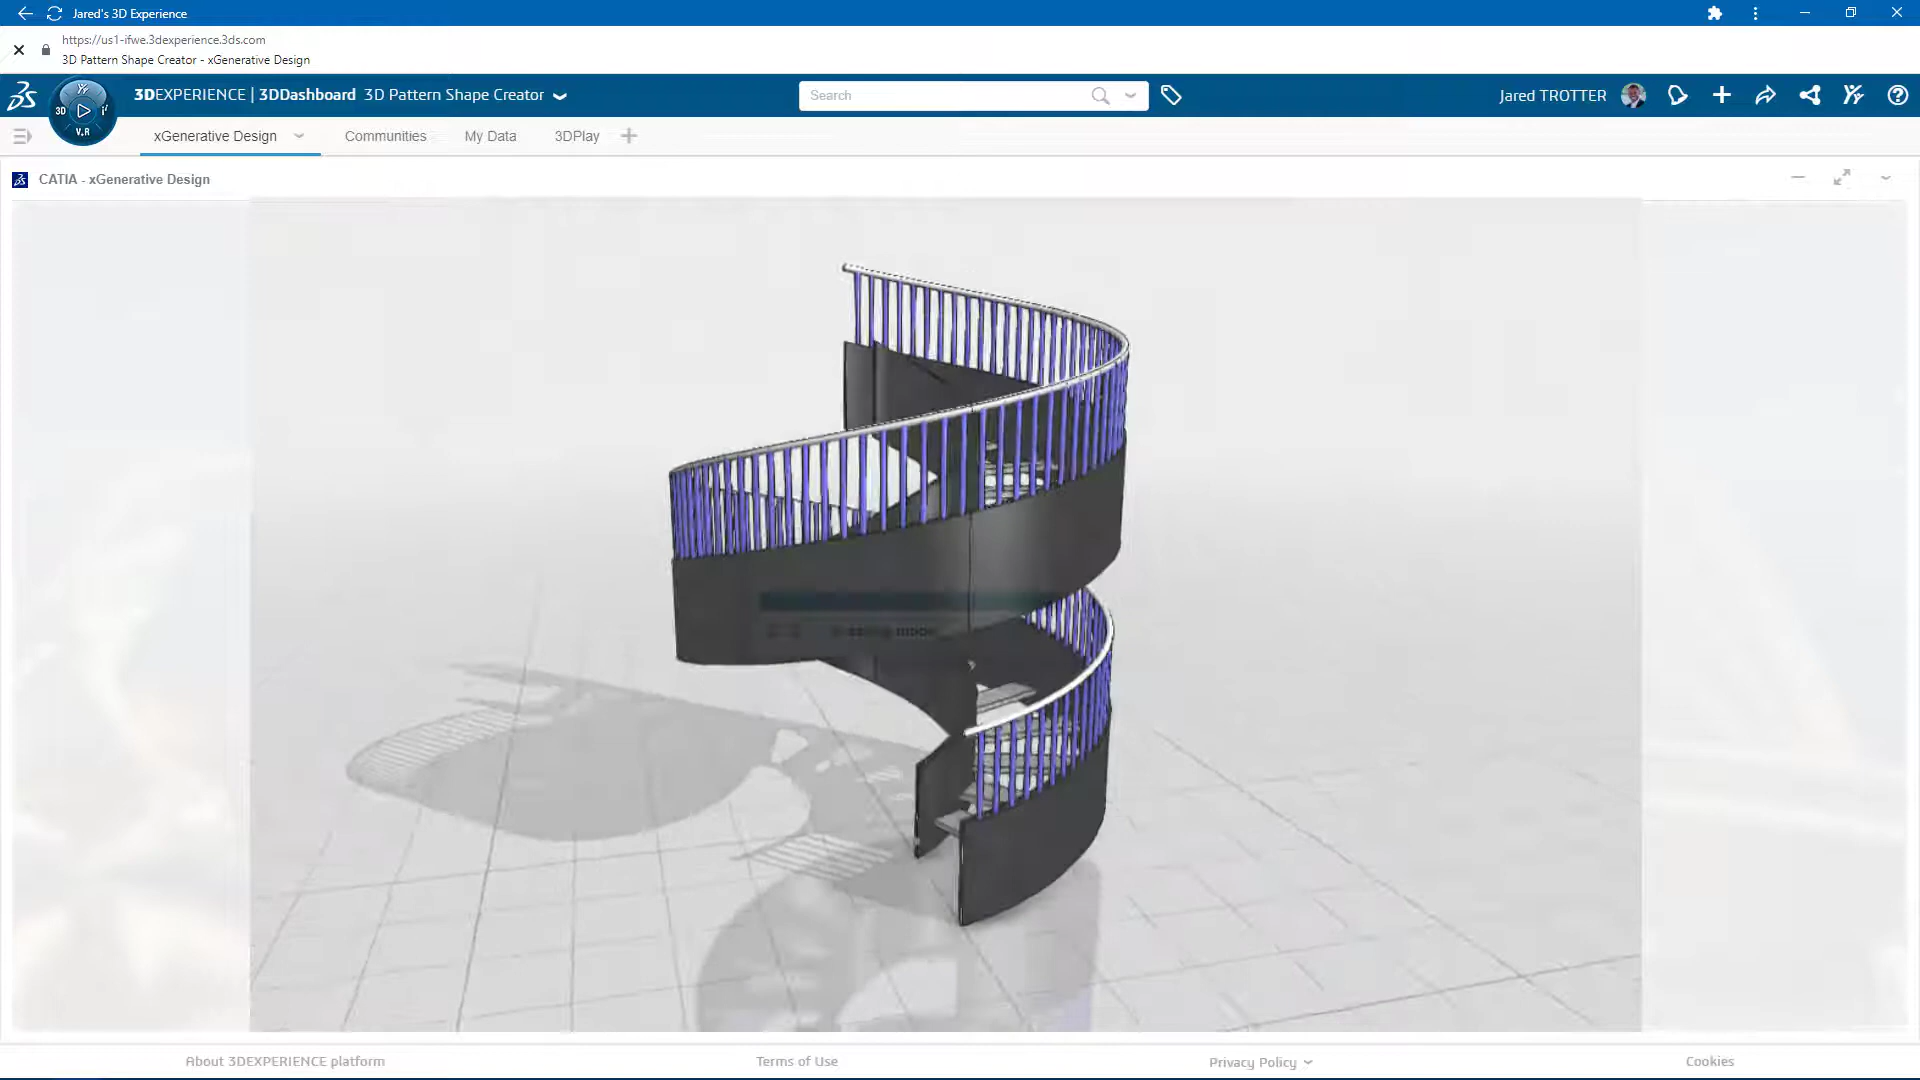 Jared's 3D Experience
https://us1-ifwe.3dexperience.3ds.com
3D Pattern Shape Creator - xGenerative Design
3DEXPERIENCE | 3DDashboard 3D Pattern Shape Creator
Search
Jared TROTTER
3D
V.R
xGenerative Design
Communities
My Data
3DPlay
CATIA - xGenerative Design
About 3DEXPERIENCE platform
Terms of Use
Privacy Policy
Cookies